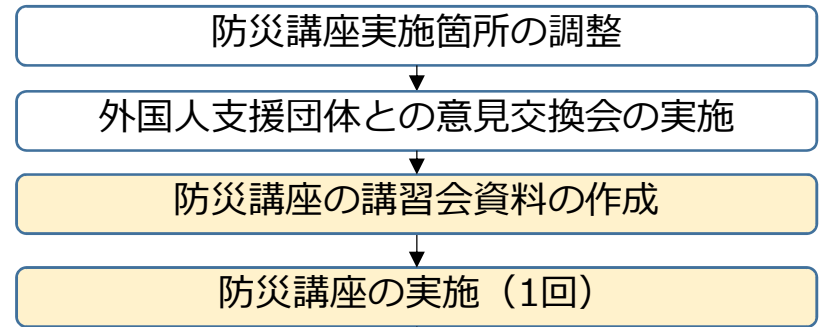 防災講座実施箇所の調整
外国人支援団体との意見交換会の実施
防災講座の講習会資料の作成
防災講座の実施（1回）